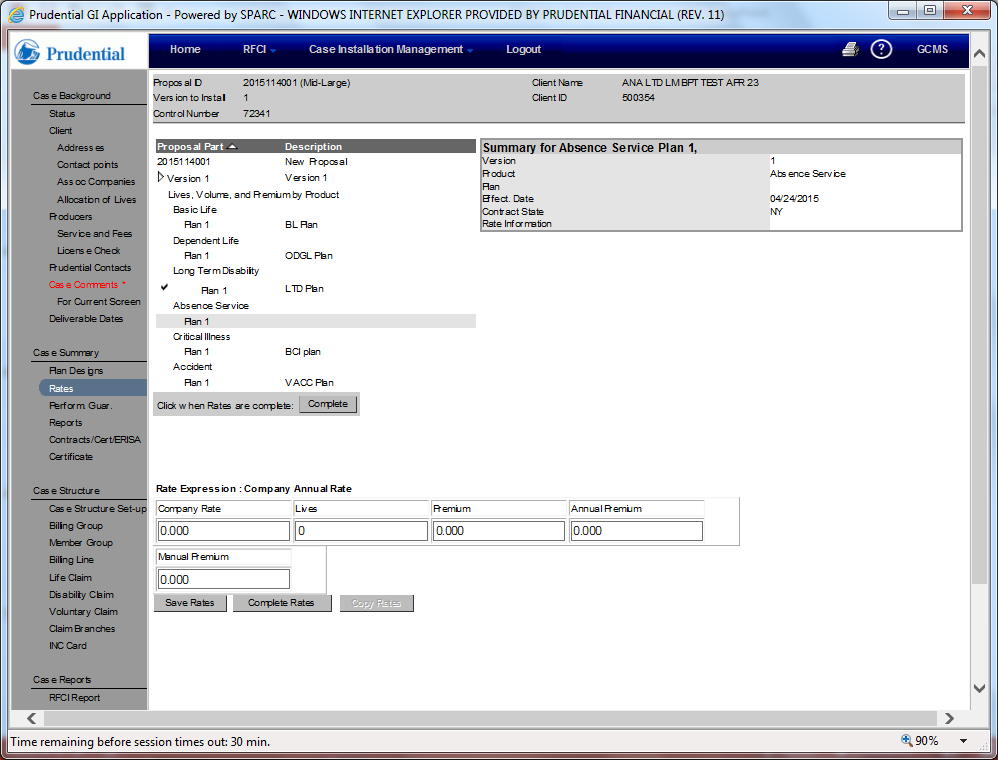 Prudential GI Application - Powered by SPARC - WINDOWS INTERNET EXPLORER PROVIDED BY PRUDENTIAL FINANCIAL (REV. 11)
Prudential
Home RFCI Case Installation Management Logout ? GCMS
Proposal ID 2015114001 (Mid-Large) Client Name ANA LTD LM BPT TEST APR 23
Version to Install 1 Client ID 500354
Control Number 72341
Case Background
Status
Client
Addresses
Contact points
Assoc Companies
Allocation of Lives
Producers
Service and Fees
License Check
Prudential Contacts
Case Comments *
For Current Screen
Deliverable Dates
Case Summary
Plan Designs
Rates
Perform. Guar.
Reports
Contracts/Cert/ERISA
Certificate
Case Structure
Case Structure Set-up
Billing Group
Member Group
Billing Line
Life Claim
Disability Claim
Voluntary Claim
Claim Branches
INC Card
Case Reports
RFCI Report
Proposal Part Description
2015114001 New Proposal
Version 1 Version 1
Lives, Volume, and Premium by Product
Basic Life
Plan 1 BL Plan
Dependent Life
Plan 1 ODGL Plan
Long Term Disability
Plan 1 LTD Plan
Absence Service
Plan 1
Critical Illness
Plan 1 BCI plan
Accident
Plan 1 VACC Plan
Click when Rates are complete: Complete
Summary for Absence Service Plan 1,
Version 1
Product Absence Service
Plan
Effect. Date 04/24/2015
Contract State NY
Rate Information
Rate Expression : Company Annual Rate
Company Rate Lives Premium Annual Premium
0.000 0 0.000 0.000
Manual Premium
0.000
Save Rates Complete Rates Copy Rates
Time remaining before session times out: 30 min. 90%